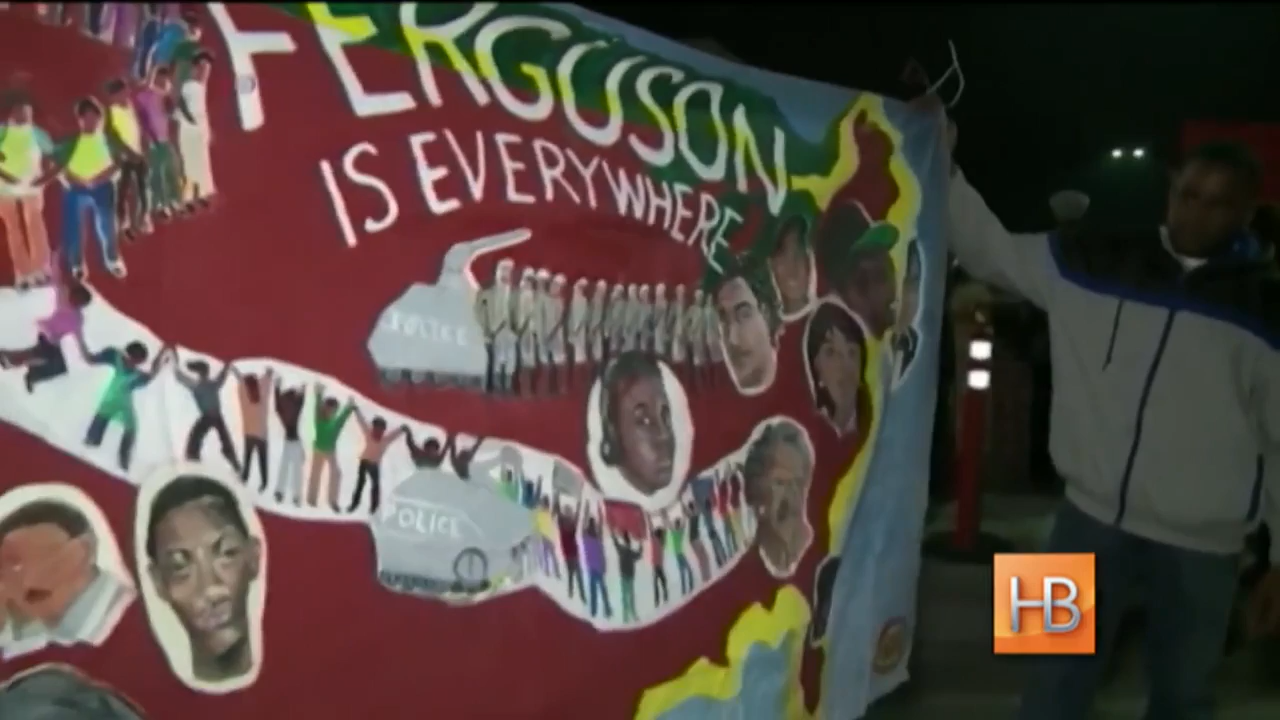 FERGUSON
IS EVERYWHERE
POLICE
POLICE
HB